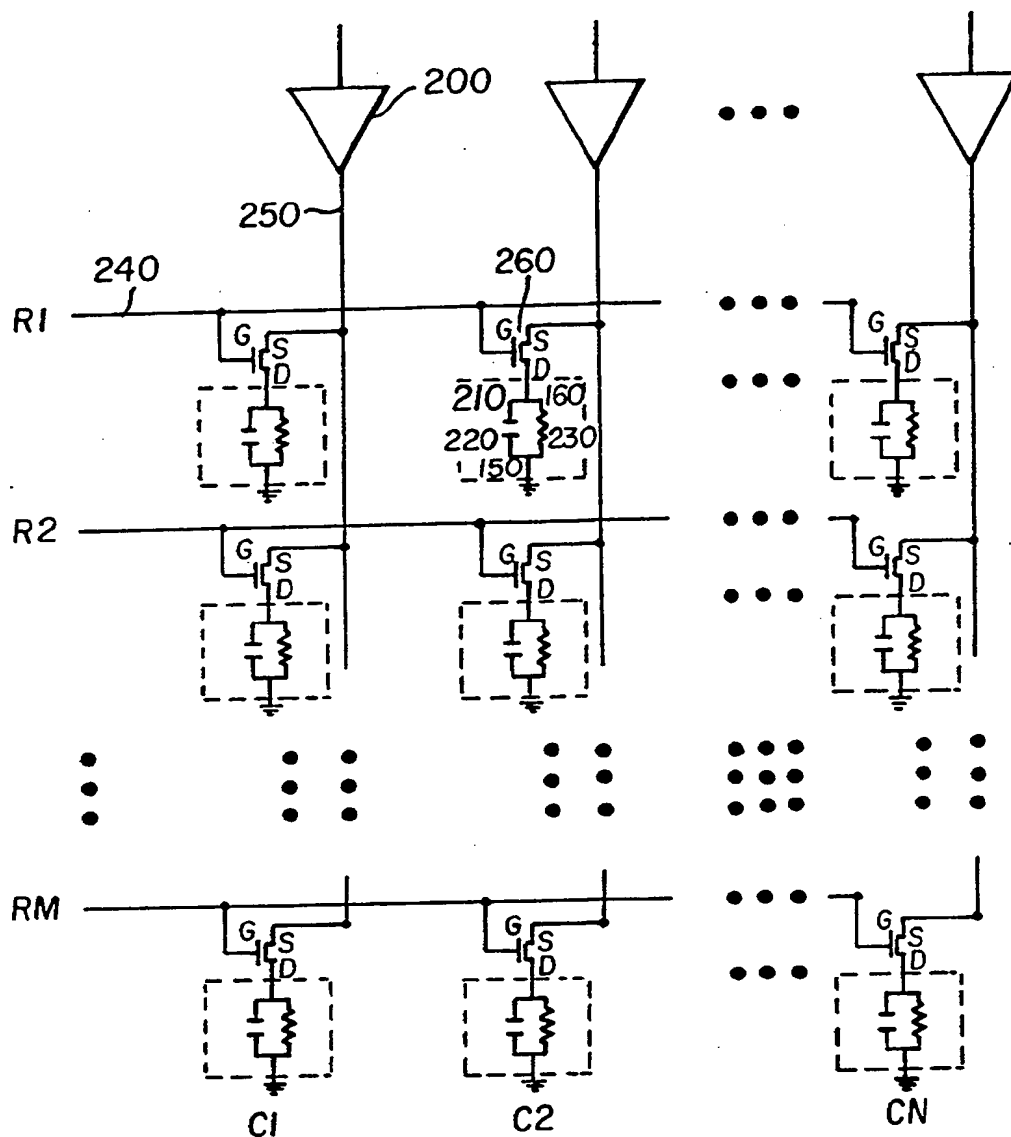 200
250
240
260
R1
G S D
G S D
G S D
210 160
220 230
150
R2
G S D
G S D
G S D
RM
G S D
G S D
G S D
C1 C2 CN